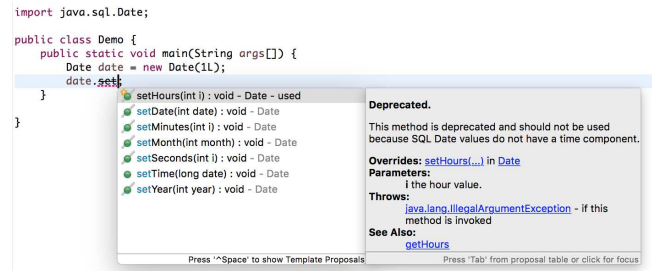 import java.sql.Date;
public class Demo {
public static void main(String args[]) {
Date date = new Date(1L);
date.set;
}
}
setHours(int i) : void - Date - used
setDate(int date) : void - Date
setMinutes(int i) : void - Date
setMonth(int month) : void - Date
setSeconds(int i) : void - Date
setTime(long date) : void - Date
setYear(int year) : void - Date
Press '^Space' to show Template Proposals
Deprecated.
This method is deprecated and should not be used
because SQL Date values do not have a time component.
Overrides: setHours(...) in Date
Parameters:
i the hour value.
Throws:
java.lang.IllegalArgumentException - if this
method is invoked
See Also:
getHours
Press 'Tab' from proposal table or click for focus